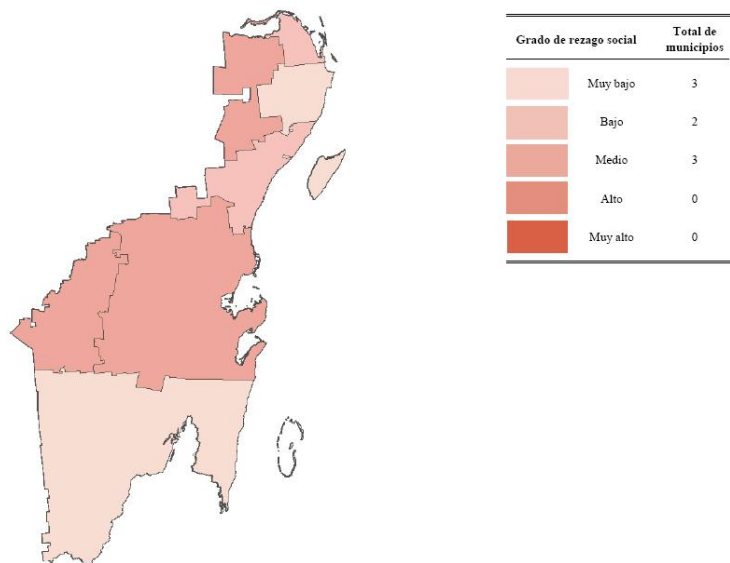 Grado de rezago social Total de municipios
Muy bajo 3
Bajo 2
Medio 3
Alto 0
Muy alto 0